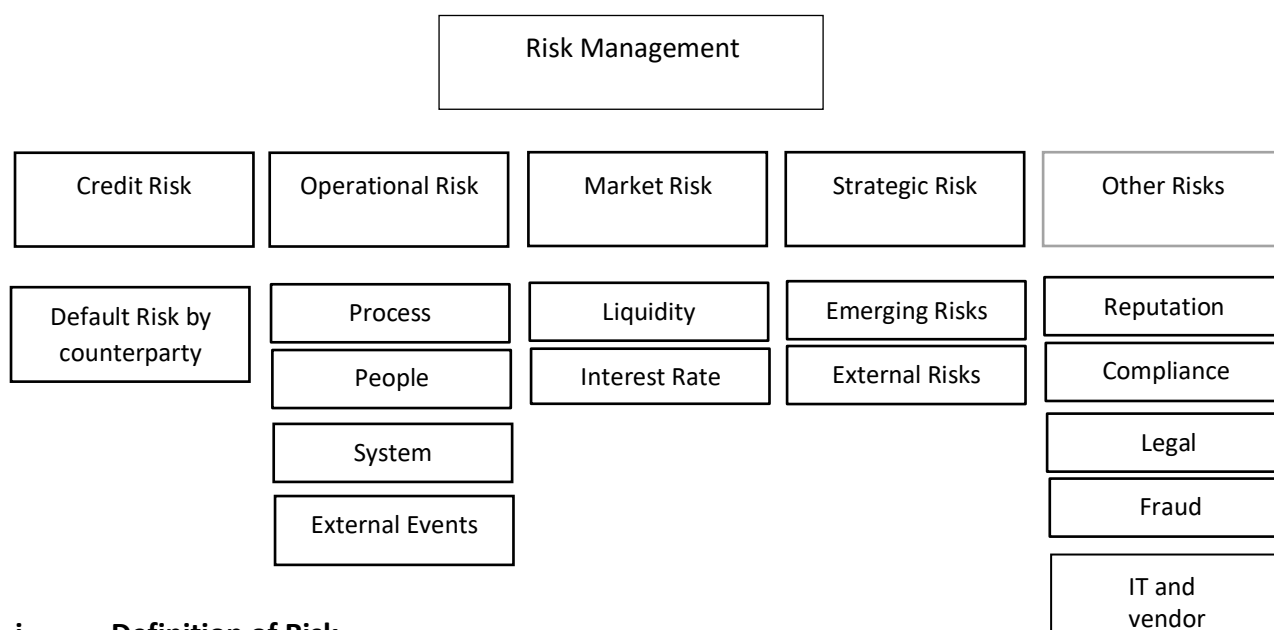 Risk Management
Credit Risk
Operational Risk
Market Risk
Strategic Risk
Other Risks
Default Risk by
counterparty
Process
People
System
External Events
Liquidity
Interest Rate
Emerging Risks
External Risks
Reputation
Compliance
Legal
Fraud
IT and
vendor
i. Definition of Risk